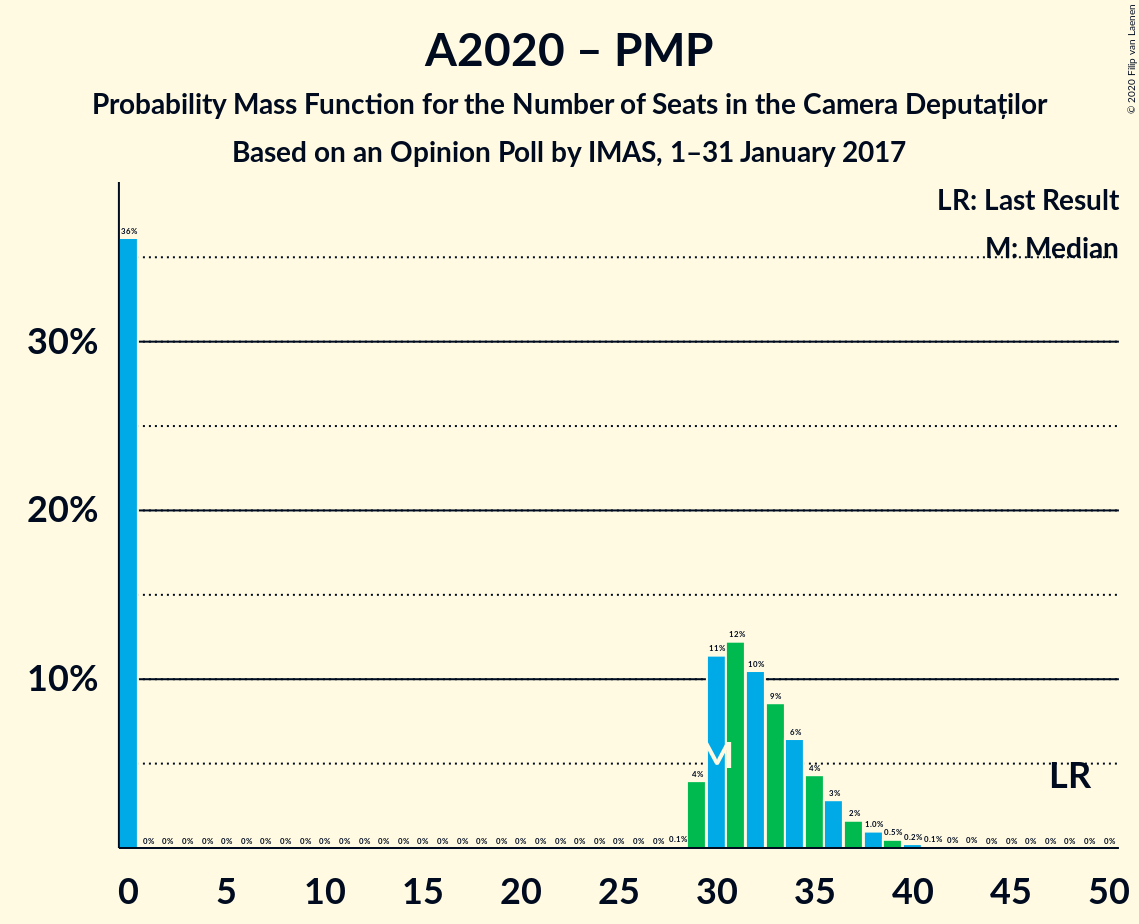 A2020 – PMP
Probability Mass Function for the Number of Seats in the Camera Deputaților
Based on an Opinion Poll by IMAS, 1–31 January 2017
© 2020 Filip van Laenen
LR: Last Result
M: Median
30%
20%
10%
36% 0% 0% 0% 0% 0% 0% 0% 0% 0% 0% 0% 0% 0% 0% 0% 0% 0% 0% 0% 0% 0% 0% 0% 0% 0% 0% 0% 0.1% 4% 11% 12% 10% 9% 6% 4% 3% 2% 1.0% 0.5% 0.2% 0.1% 0% 0% 0% 0% 0% 0% 0% 0% 0%
M
LR
0 5 10 15 20 25 30 35 40 45 50